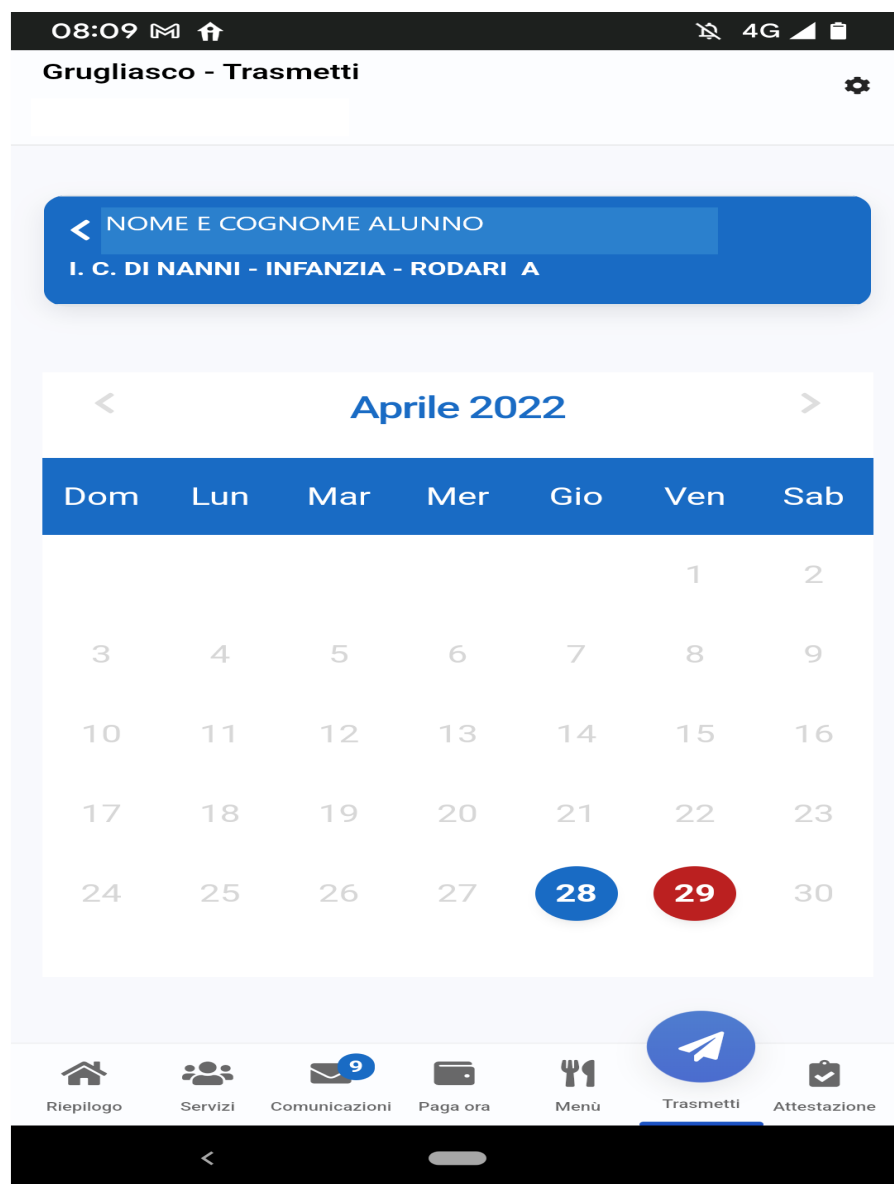 08:09 4G
Grugliasco - Trasmetti
NOME E COGNOME ALUNNO
I. C. DI NANNI - INFANZIA - RODARI A
< Aprile 2022 >
Dom Lun Mar Mer Gio Ven Sab
1 2
3 4 5 6 7 8 9
10 11 12 13 14 15 16
17 18 19 20 21 22 23
24 25 26 27 28 29 30
9
Riepilogo Servizi Comunicazioni Paga ora Menù Trasmetti Attestazione